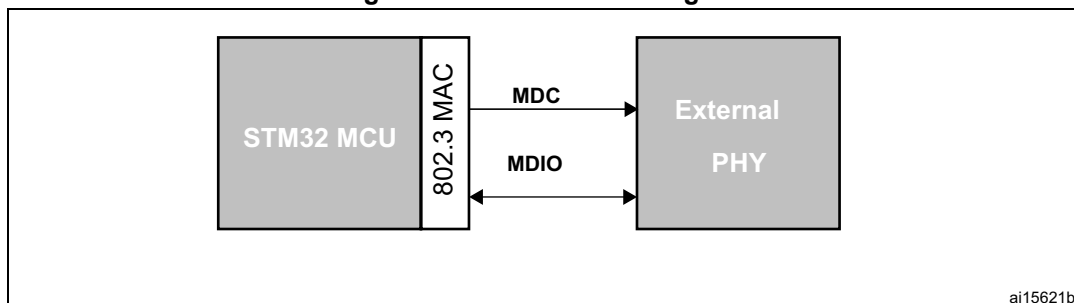 STM32 MCU
802.3 MAC
MDC
MDIO
External
PHY
ai15621b